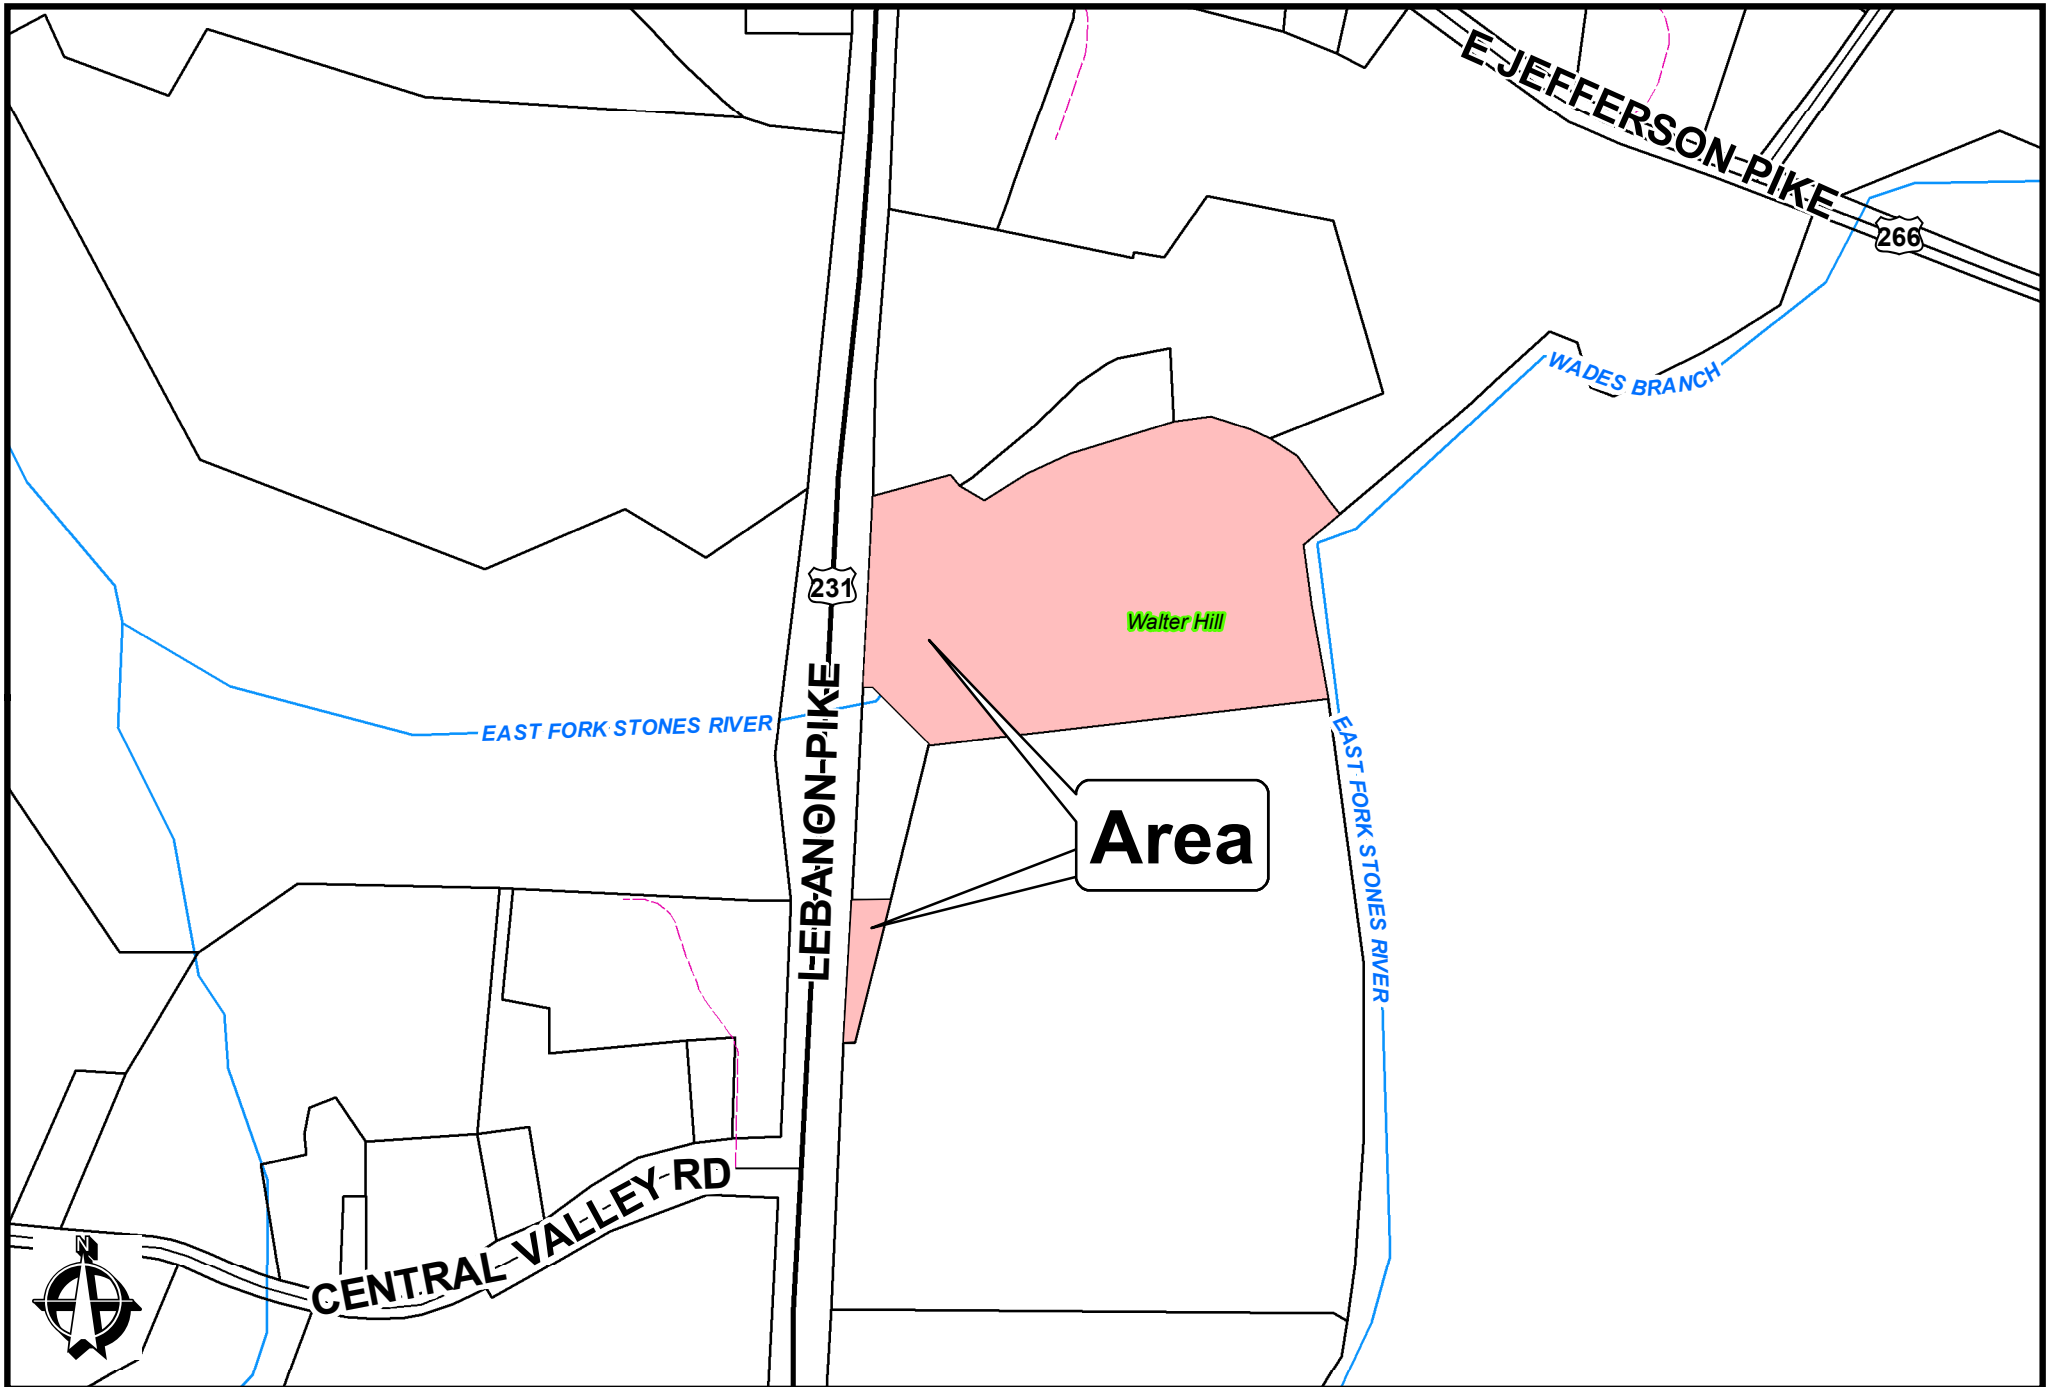 E JEFFERSON PIKE
266
WADES BRANCH
231
Walter Hill
EAST FORK STONES RIVER
LEBANON PIKE
EAST FORK STONES RIVER
Area
CENTRAL VALLEY RD
N